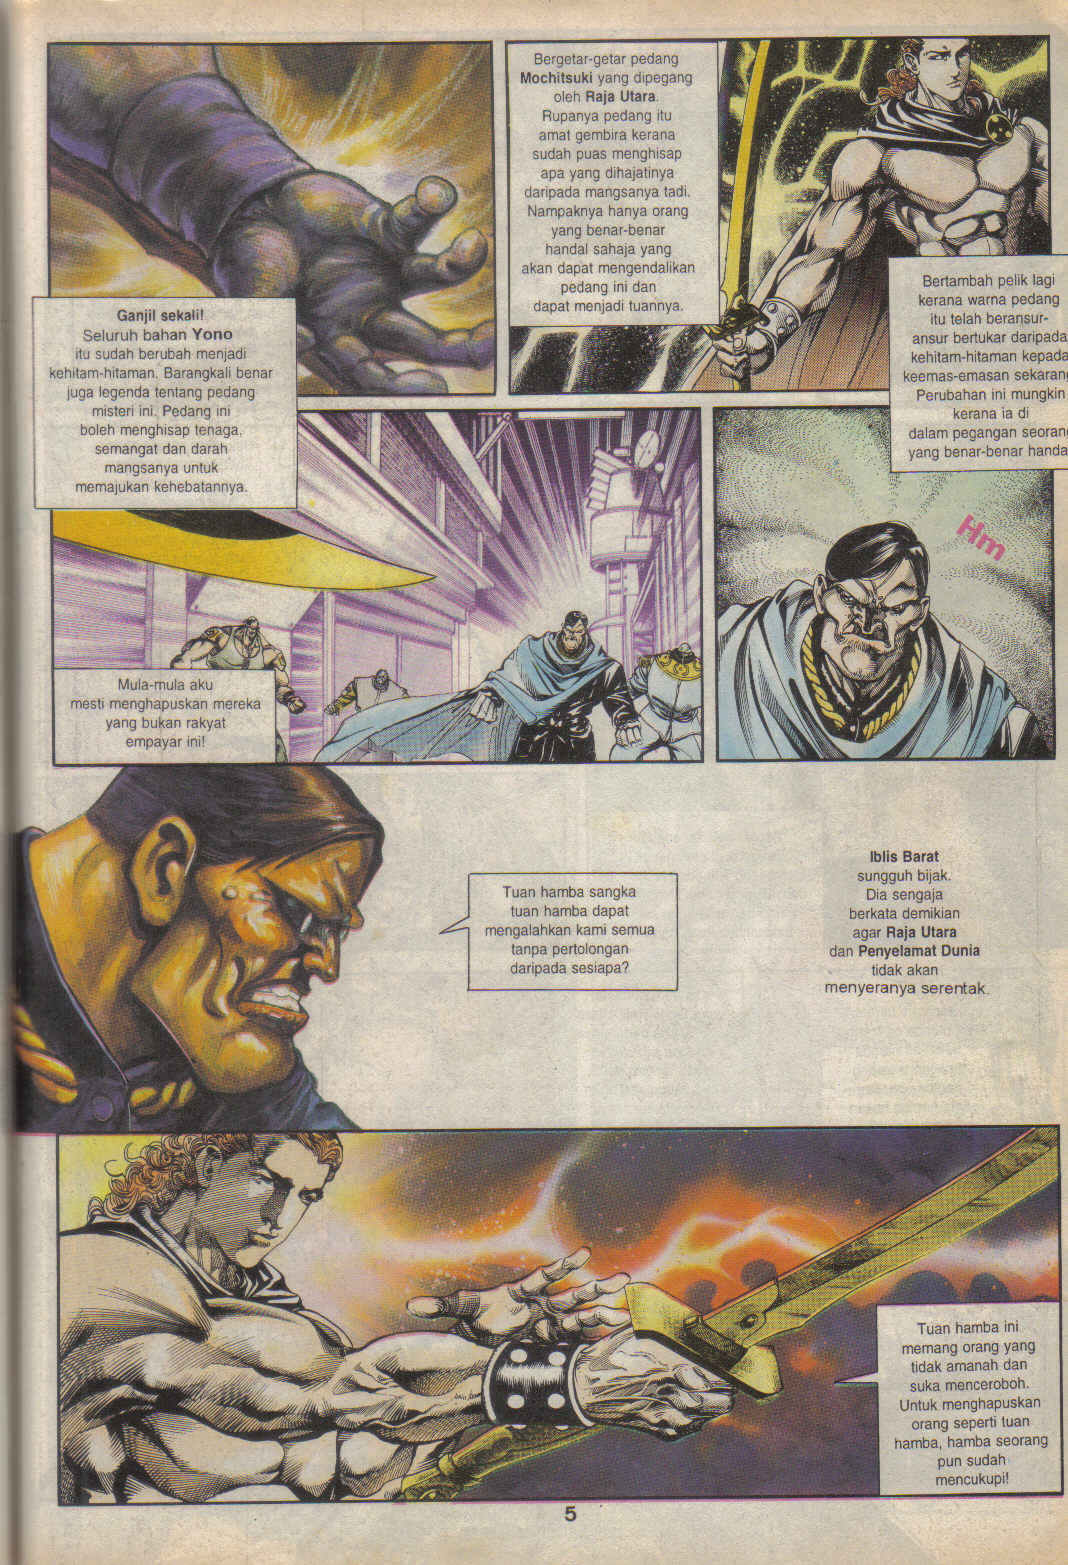 Ganjil sekali!
Seluruh bahan Yono
itu sudah berubah menjadi
kehitam-hitaman. Barangkali benar
juga legenda tentang pedang
misteri ini. Pedang ini
boleh menghisap tenaga,
semangat dan darah
mangsanya untuk
memajukan kehebatannya.
Bergetar-getar pedang
Mochitsuki yang dipegang
oleh Raja Utara.
Rupanya pedang itu
amat gembira kerana
sudah puas menghisap
apa yang dihajatinya
daripada mangsanya tadi.
Nampaknya hanya orang
yang benar-benar
handal sahaja yang
akan dapat mengendalikan
pedang ini dan
dapat menjadi tuannya.
Bertambah pelik lagi
kerana warna pedang
itu telah beransur-
ansur bertukar daripada
kehitam-hitaman kepada
keemas-emasan sekarang
Perubahan ini mungkin
kerana ia di
dalam pegangan seorang
yang benar-benar handa
Mula-mula aku
mesti menghapuskan mereka
yang bukan rakyat
empayar ini!
Hm
Tuan hamba sangka
tuan hamba dapat
mengalahkan kami semua
tanpa pertolongan
daripada sesiapa?
Iblis Barat
sungguh bijak.
Dia sengaja
berkata demikian
agar Raja Utara
dan Penyelamat Dunia
tidak akan
menyeranya serentak.
Tuan hamba ini
memang orang yang
tidak amanah dan
suka menceroboh.
Untuk menghapuskan
orang seperti tuan
hamba, hamba seorang
pun sudah
mencukupi!
5